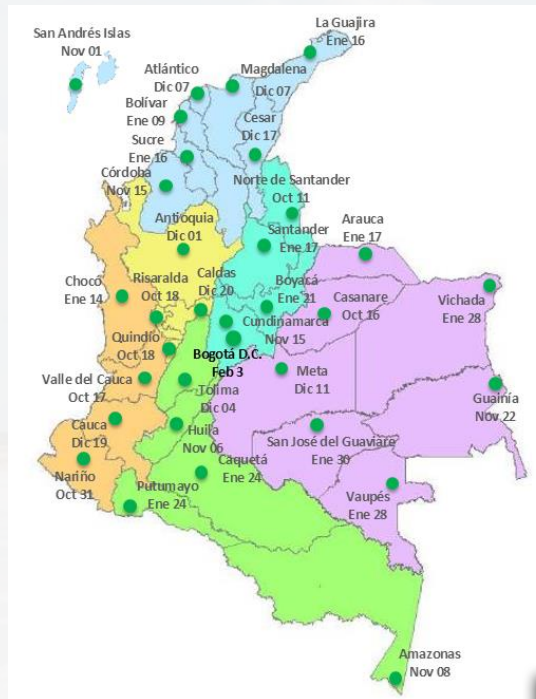 San Andrés Islas
Nov 01
La Guajira
Ene 16
Atlántico
Dic 07
Magdalena
Dic 07
Bolívar
Ene 09
Cesar
Dic 17
Sucre
Ene 16
Córdoba
Nov 15
Norte de Santander
Oct 11
Antioquia
Dic 01
Santander
Ene 17
Arauca
Ene 17
Chocó
Ene 14
Risaralda
Oct 18
Caldas
Dic 20
Boyacá
Ene 21
Casanare
Oct 16
Vichada
Ene 28
Quindío
Oct 18
Cundinamarca
Nov 15
Bogotá D.C.
Feb 3
Valle del Cauca
Oct 17
Tolima
Dic 04
Meta
Dic 11
Guainía
Nov 22
Cauca
Dic 19
Huila
Nov 06
San José del Guaviare
Ene 30
Nariño
Oct 31
Caquetá
Ene 24
Putumayo
Ene 24
Vaupés
Ene 28
Amazonas
Nov 08